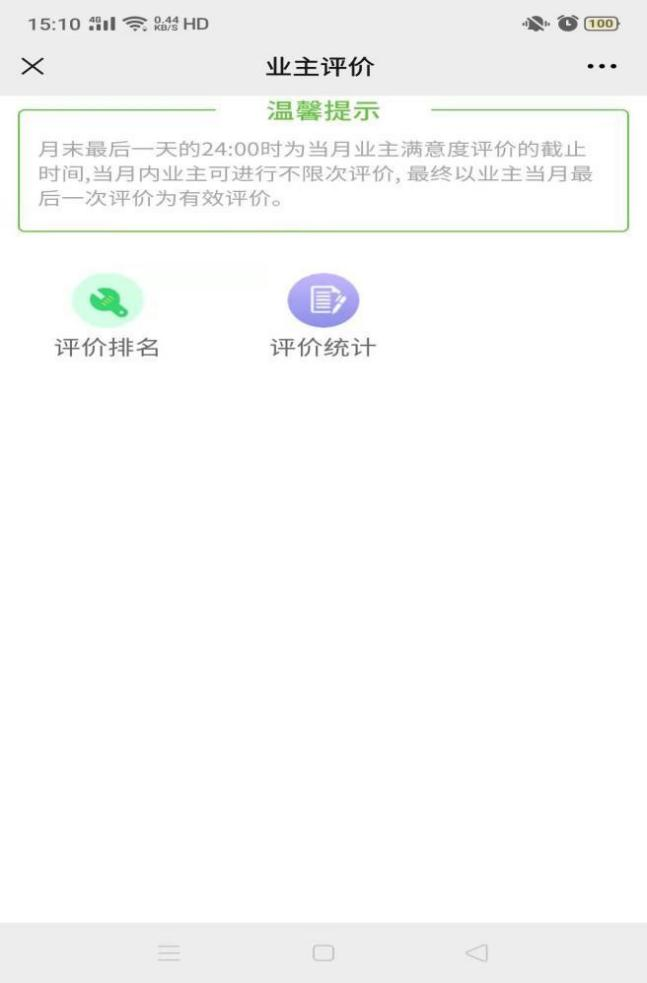 15:10 4G 0.44 KB/S HD 100
业主评价
温馨提示
月末最后一天的24:00时为当月业主满意度评价的截止
时间,当月内业主可进行不限次评价, 最终以业主当月最
后一次评价为有效评价。
评价排名 评价统计